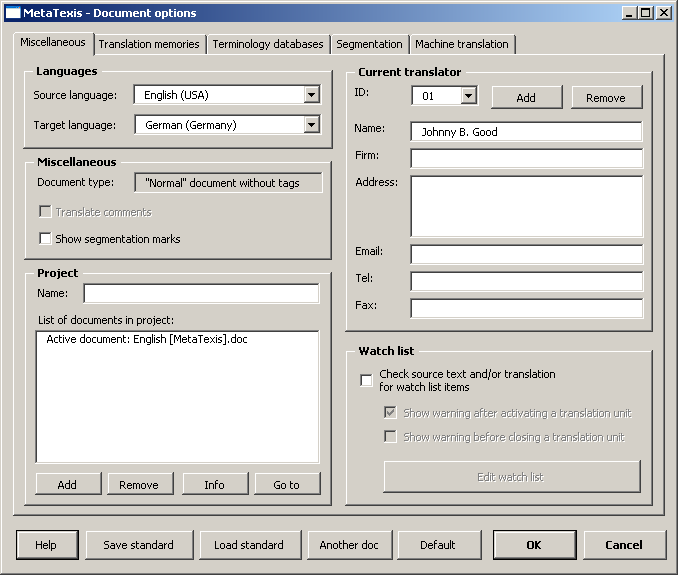 MetaTexis - Document options
Miscellaneous
Translation memories
Terminology databases
Segmentation
Machine translation
Languages
Source language:
English (USA)
Target language:
German (Germany)
Miscellaneous
Document type:
"Normal" document without tags
Translate comments
Show segmentation marks
Project
Name:
List of documents in project:
Active document: English [MetaTexis].doc
Add
Remove
Info
Go to
Current translator
ID:
01
Add
Remove
Name:
Johnny B. Good
Firm:
Address:
Email:
Tel:
Fax:
Watch list
Check source text and/or translation
for watch list items
Show warning after activating a translation unit
Show warning before closing a translation unit
Edit watch list
Help
Save standard
Load standard
Another doc
Default
OK
Cancel